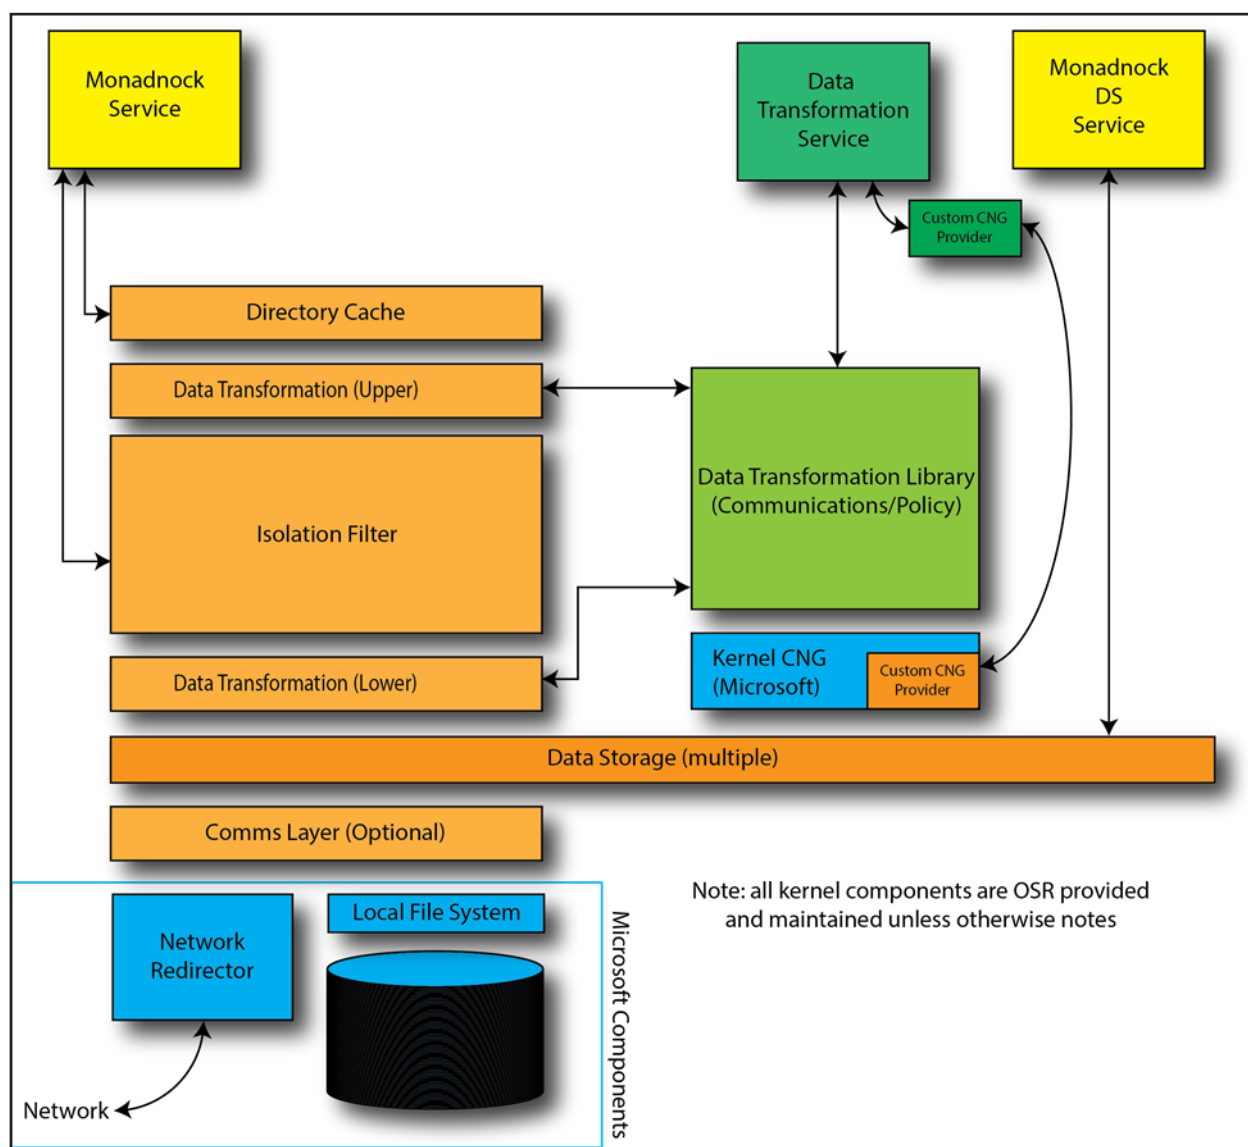 Monadnock
Service
Data
Transformation
Service
Monadnock
DS
Service
Custom CNG
Provider
Directory Cache
Data Transformation (Upper)
Isolation Filter
Data Transformation Library
(Communications/Policy)
Data Transformation (Lower)
Kernel CNG
(Microsoft)
Custom CNG
Provider
Data Storage (multiple)
Comms Layer (Optional)
Network
Redirector
Local File System
Microsoft Components
Note: all kernel components are OSR provided
and maintained unless otherwise notes
Network